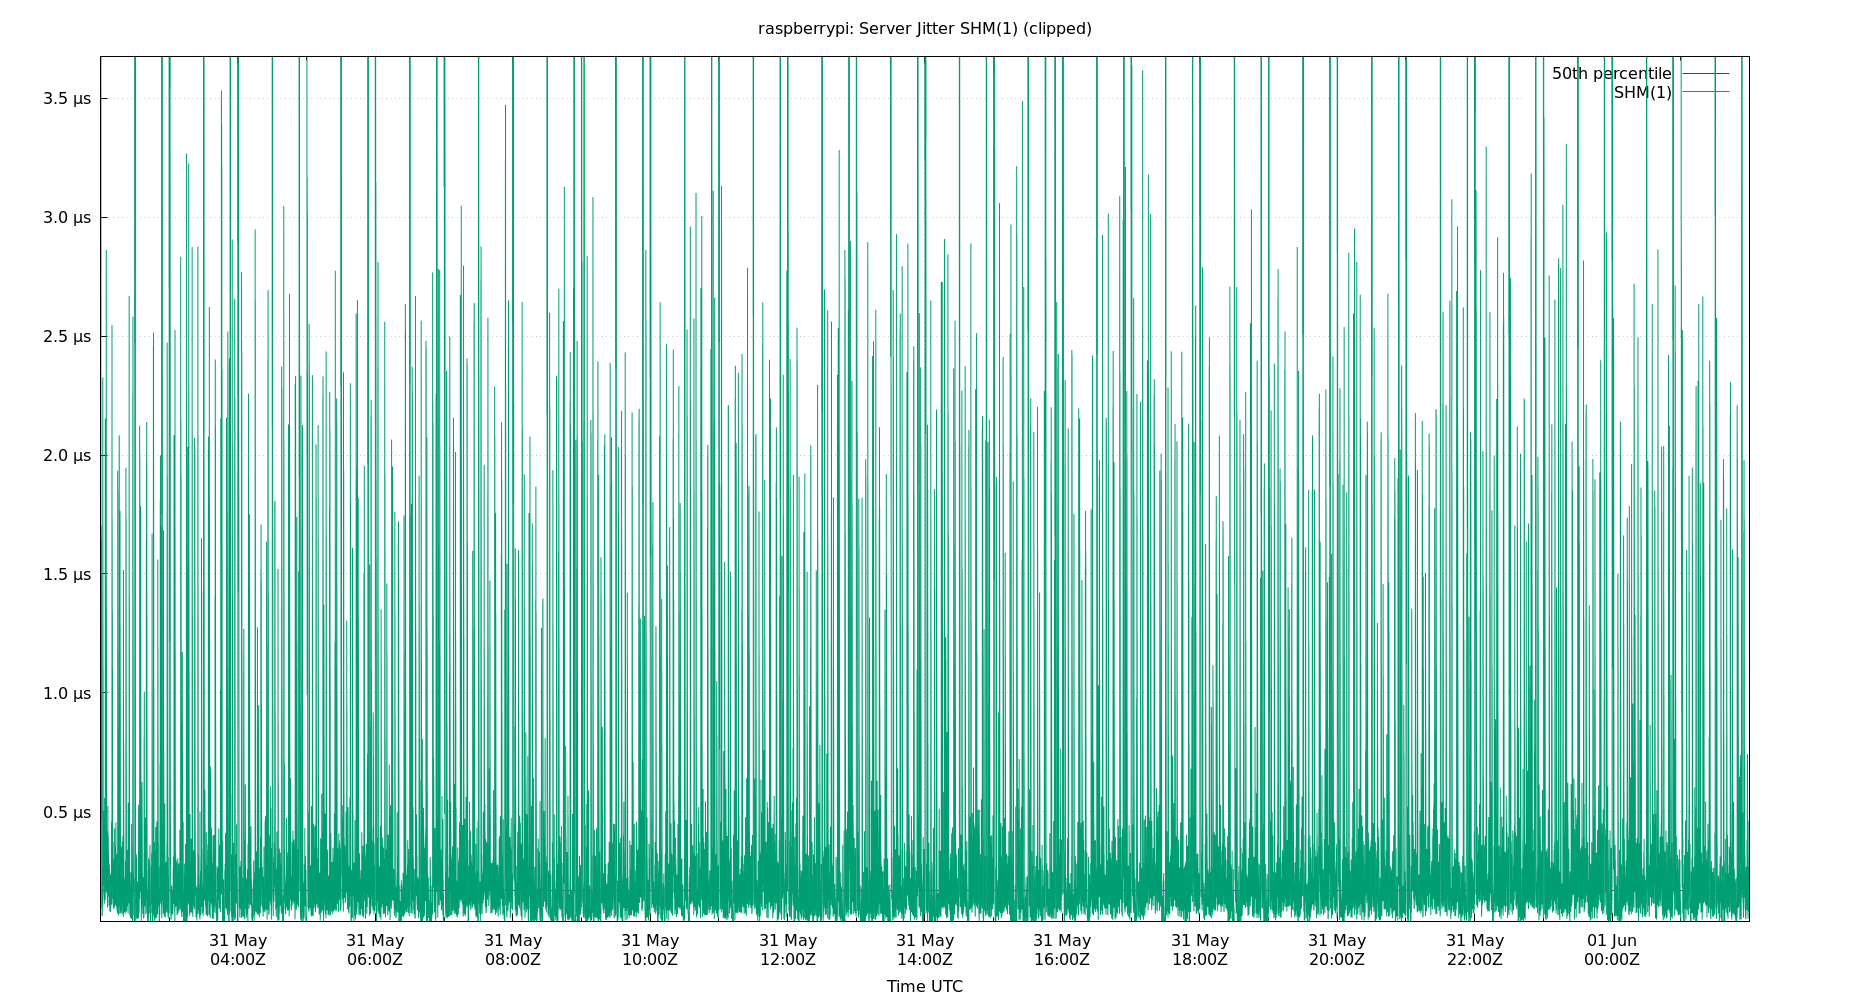 raspberrypi: Server Jitter SHM(1) (clipped)
50th percentile
SHM(1)
3.5 µs
3.0 µs
2.5 µs
2.0 µs
1.5 µs
1.0 µs
0.5 µs
31 May 31 May 31 May 31 May 31 May 31 May 31 May 31 May 31 May 31 May 01 Jun
04:00Z 06:00Z 08:00Z 10:00Z 12:00Z 14:00Z 16:00Z 18:00Z 20:00Z 22:00Z 00:00Z
Time UTC